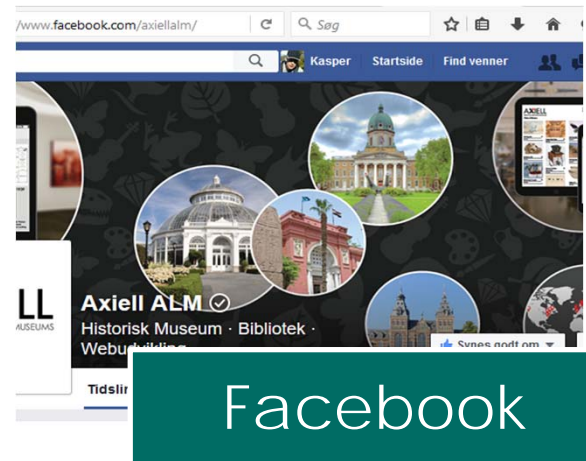 /www.facebook.com/axiellalm/
Søg
Kasper Startside Find venner
AXIELL
LL
MUSEUMS
Axiell ALM
Historisk Museum · Bibliotek ·
Webudvikling
Synes godt om
Tidslin
Facebook